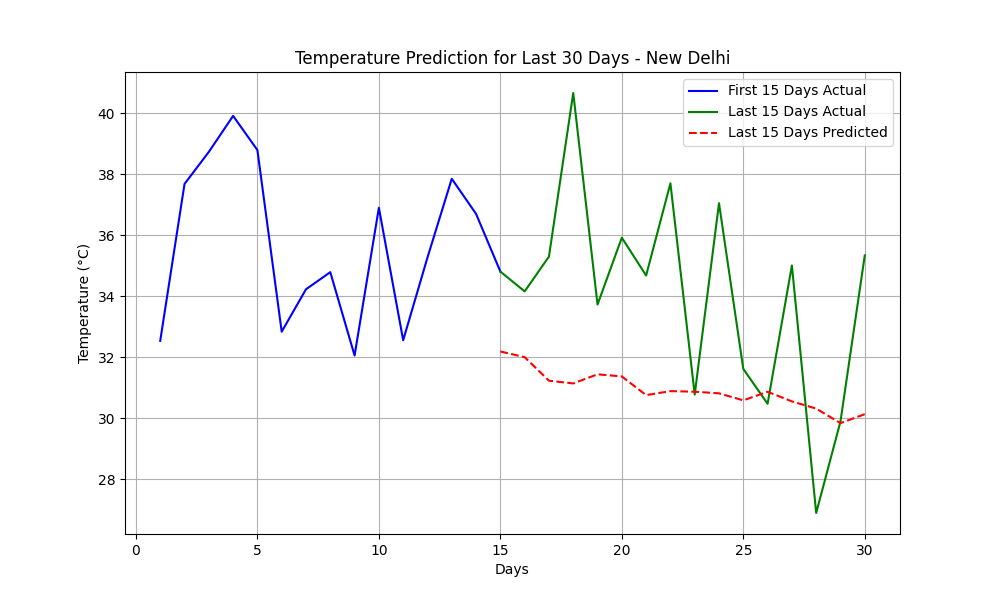 Temperature Prediction for Last 30 Days - New Delhi
First 15 Days Actual
Last 15 Days Actual
Last 15 Days Predicted
Temperature (°C)
40
38
36
34
32
30
28
0 5 10 15 20 25 30
Days